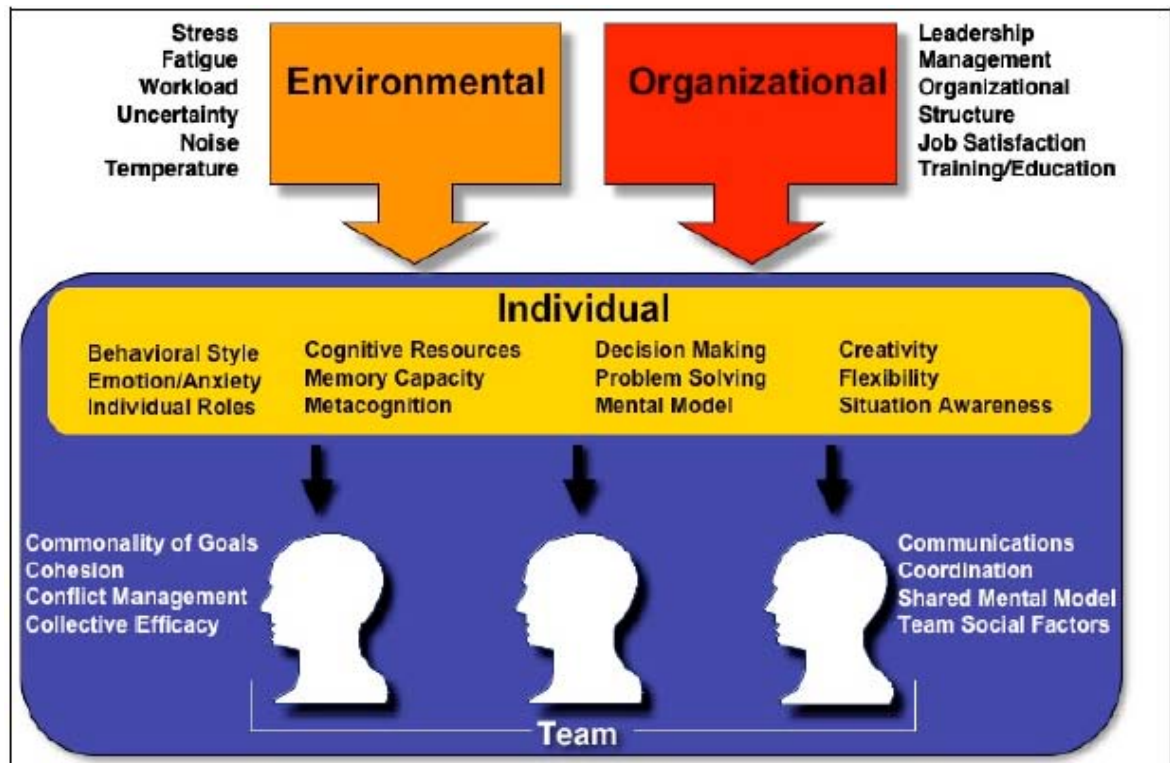 Stress
Fatigue
Workload
Uncertainty
Noise
Temperature
Environmental
Organizational
Leadership
Management
Organizational
Structure
Job Satisfaction
Training/Education
Individual
Behavioral Style
Emotion/Anxiety
Individual Roles
Cognitive Resources
Memory Capacity
Metacognition
Decision Making
Problem Solving
Mental Model
Creativity
Flexibility
Situation Awareness
Commonality of Goals
Cohesion
Conflict Management
Collective Efficacy
Communications
Coordination
Shared Mental Model
Team Social Factors
Team